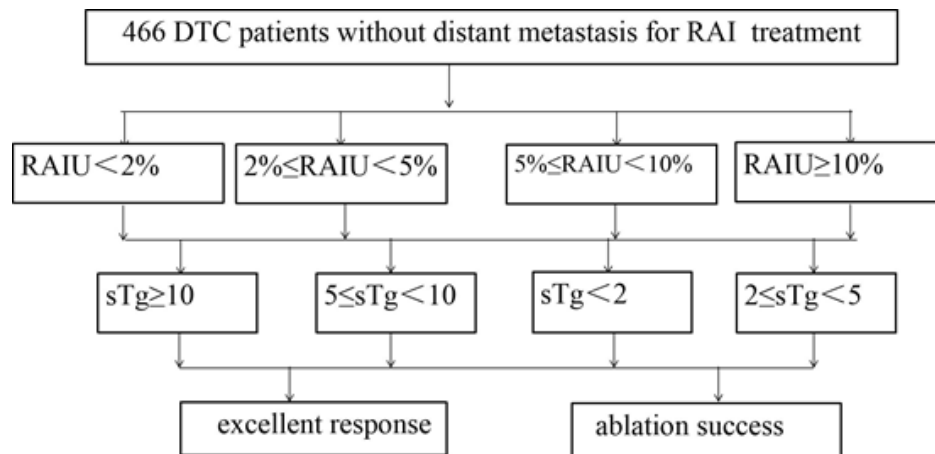 466 DTC patients without distant metastasis for RAI treatment
RAIU＜2%
2%≤RAIU＜5%
5%≤RAIU＜10%
RAIU≥10%
sTg≥10
5≤sTg＜10
sTg＜2
2≤sTg＜5
excellent response
ablation success